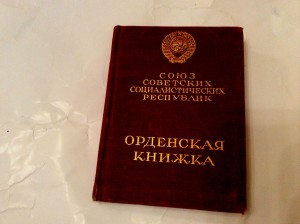 СОЮЗ
СОВЕТСКИХ
СОЦИАЛИСТИЧЕСКИХ
РЕСПУБЛИК
ОРДЕНСКАЯ
КНИЖКА